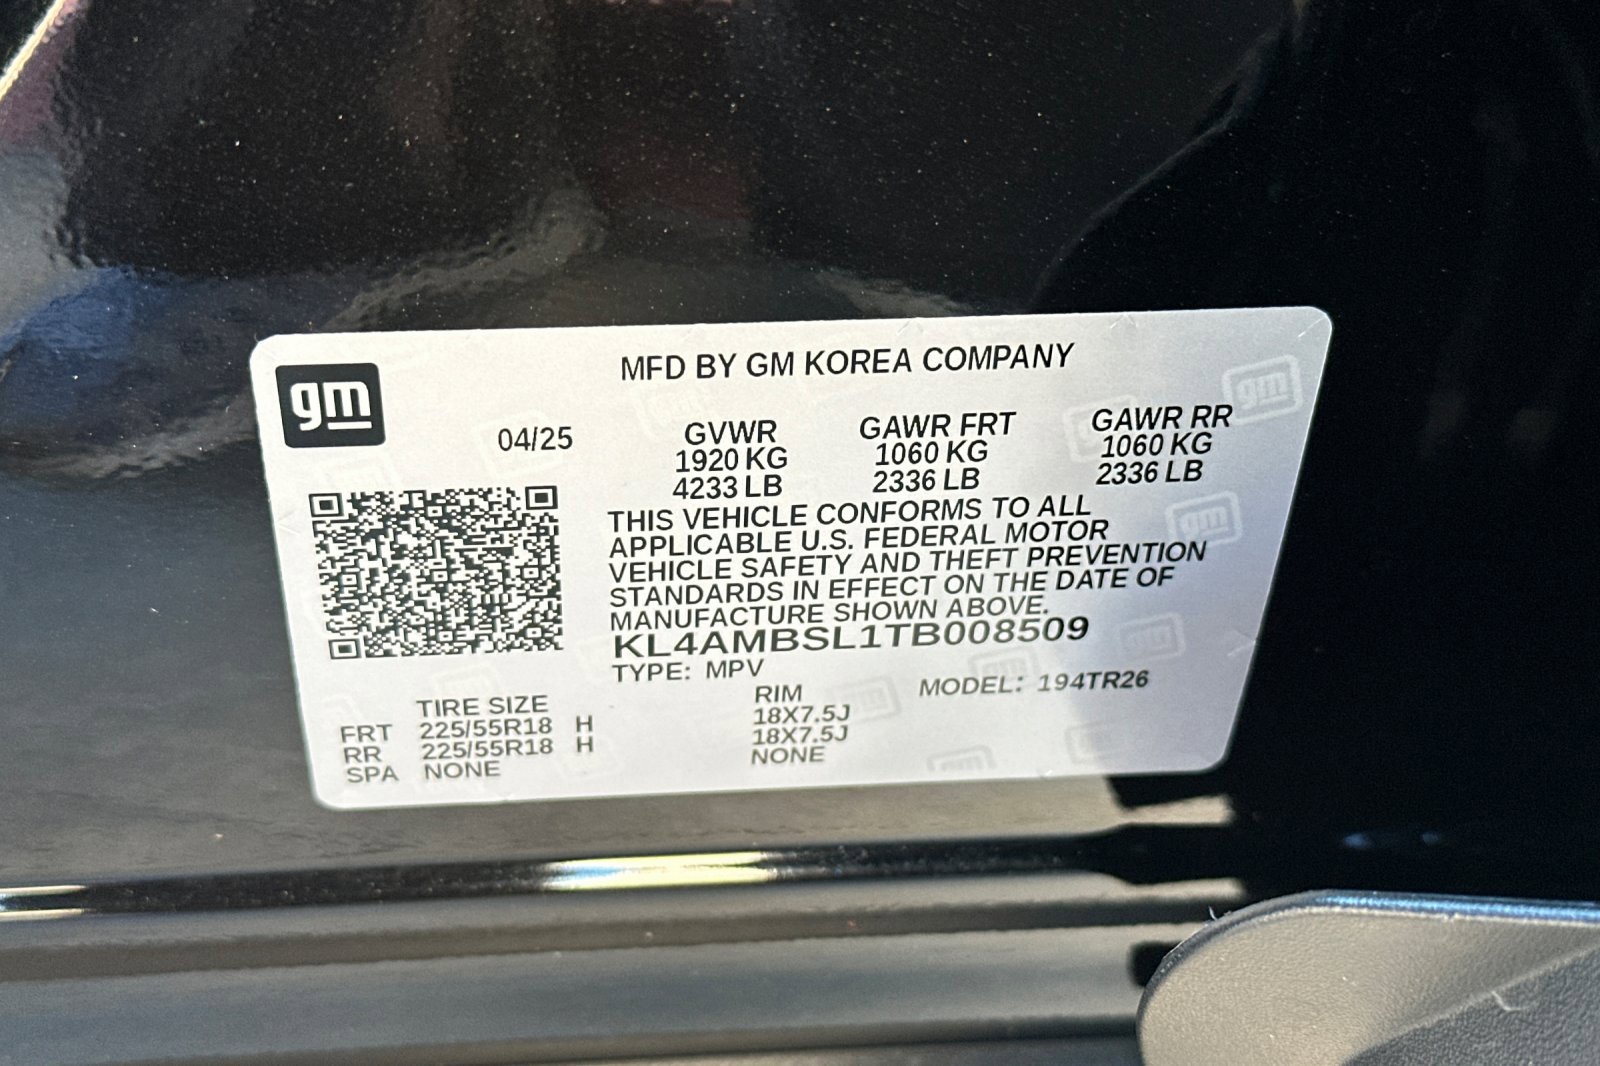 gm
MFD BY GM KOREA COMPANY
04/25
GVWR GAWR FRT GAWR RR
1920 KG 1060 KG 1060 KG
4233 LB 2336 LB 2336 LB
THIS VEHICLE CONFORMS TO ALL
APPLICABLE U.S. FEDERAL MOTOR
VEHICLE SAFETY AND THEFT PREVENTION
STANDARDS IN EFFECT ON THE DATE OF
MANUFACTURE SHOWN ABOVE.
KL4AMBSL1TB008509
TYPE: MPV MODEL: 194TR26
TIRE SIZE RIM
FRT 225/55R18 H 18X7.5J
RR 225/55R18 H 18X7.5J
SPA NONE NONE